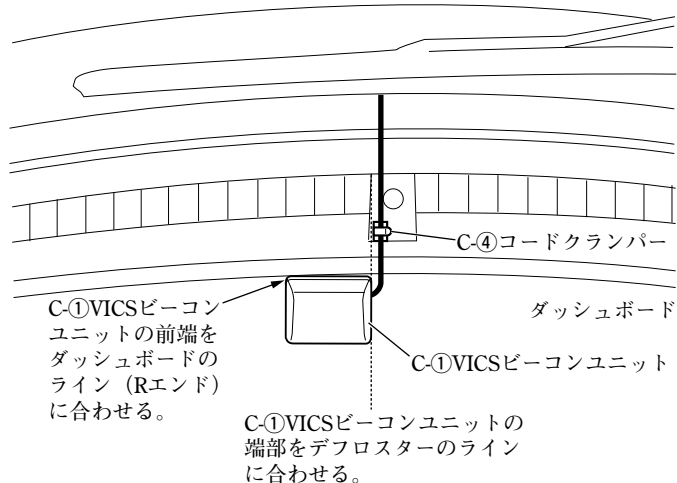 C-④コードクランパー
ダッシュボード
C-①VICSビーコン
ユニットの前端を
ダッシュボードの
ライン（Rエンド）
に合わせる。
C-①VICSビーコンユニット
C-①VICSビーコンユニットの
端部をデフロスターのライン
に合わせる。